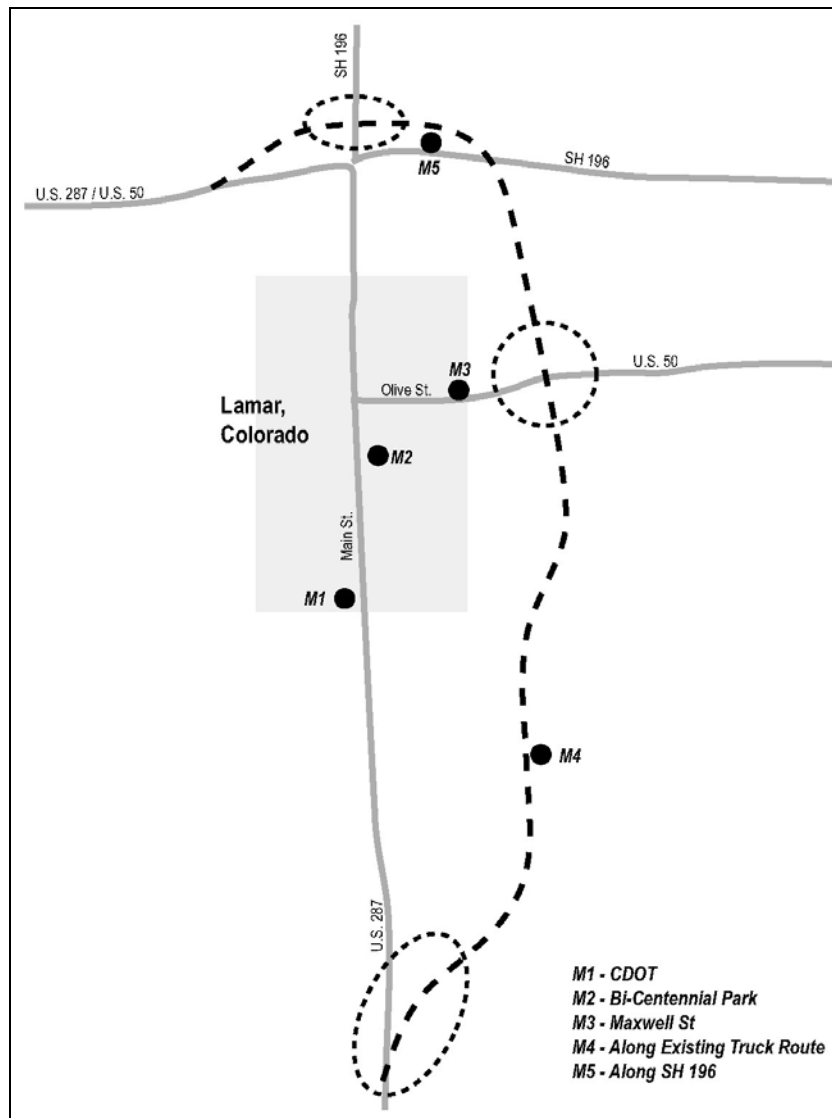 SH 196
M5
SH 196
U.S. 287 / U.S. 50
U.S. 50
M3
Olive St.
Lamar,
Colorado
M2
Main St.
M1
M4
U.S. 287
M1 - CDOT
M2 - Bi-Centennial Park
M3 - Maxwell St
M4 - Along Existing Truck Route
M5 - Along SH 196